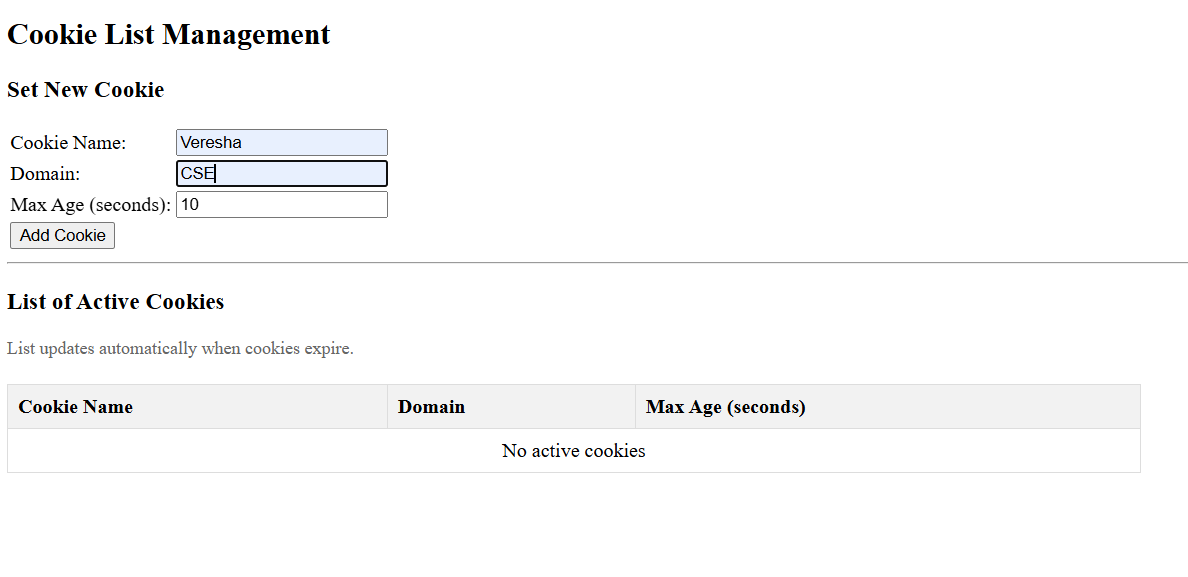 Cookie List Management
Set New Cookie
Cookie Name: Veresha
Domain: CSE
Max Age (seconds): 10
Add Cookie
List of Active Cookies
List updates automatically when cookies expire.
Cookie Name Domain Max Age (seconds)
No active cookies